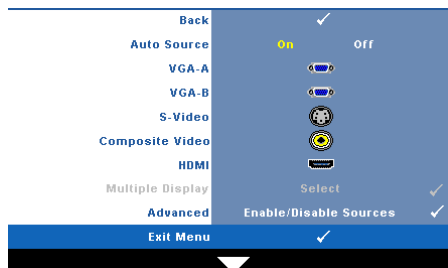 Back
Auto Source On Off
VGA-A
VGA-B
S-Video
Composite Video
HDMI
Multiple Display Select
Advanced Enable/Disable Sources
Exit Menu